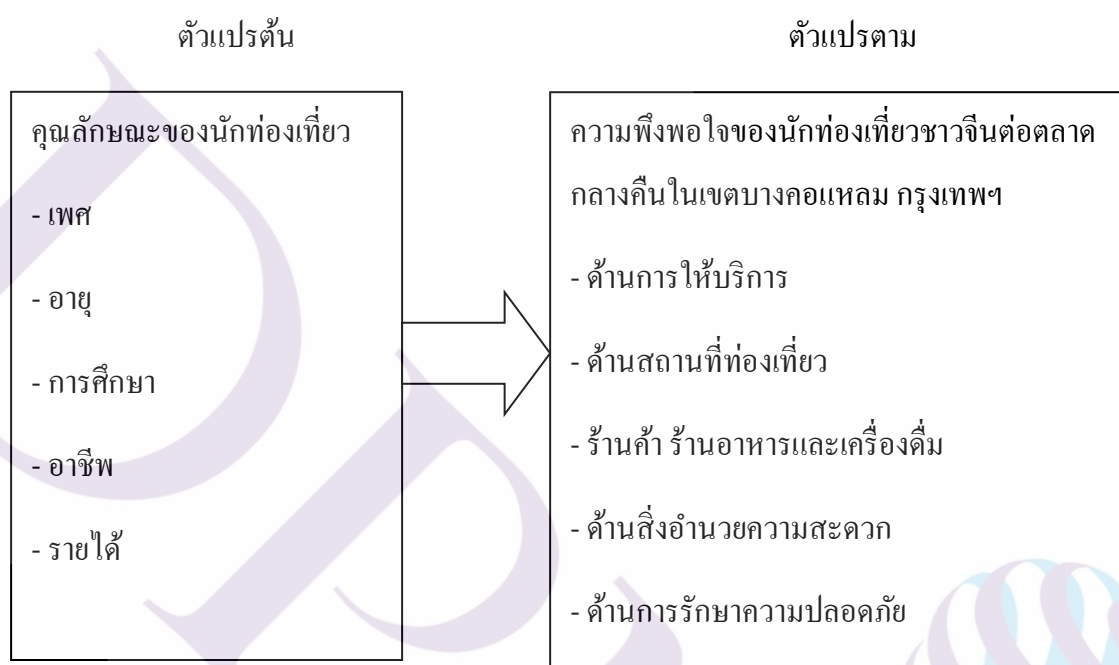 ตัวแปรต้น
ตัวแปรตาม
คุณลักษณะของนักท่องเที่ยว
- เพศ
- อายุ
- การศึกษา
- อาชีพ
- รายได้
ความพึงพอใจของนักท่องเที่ยวชาวจีนต่อตลาด
กลางคืนในเขตบางคอแหลม กรุงเทพฯ
- ด้านการให้บริการ
- ด้านสถานที่ท่องเที่ยว
- ร้านค้า ร้านอาหารและเครื่องดื่ม
- ด้านสิ่งอำนวยความสะดวก
- ด้านการรักษาความปลอดภัย